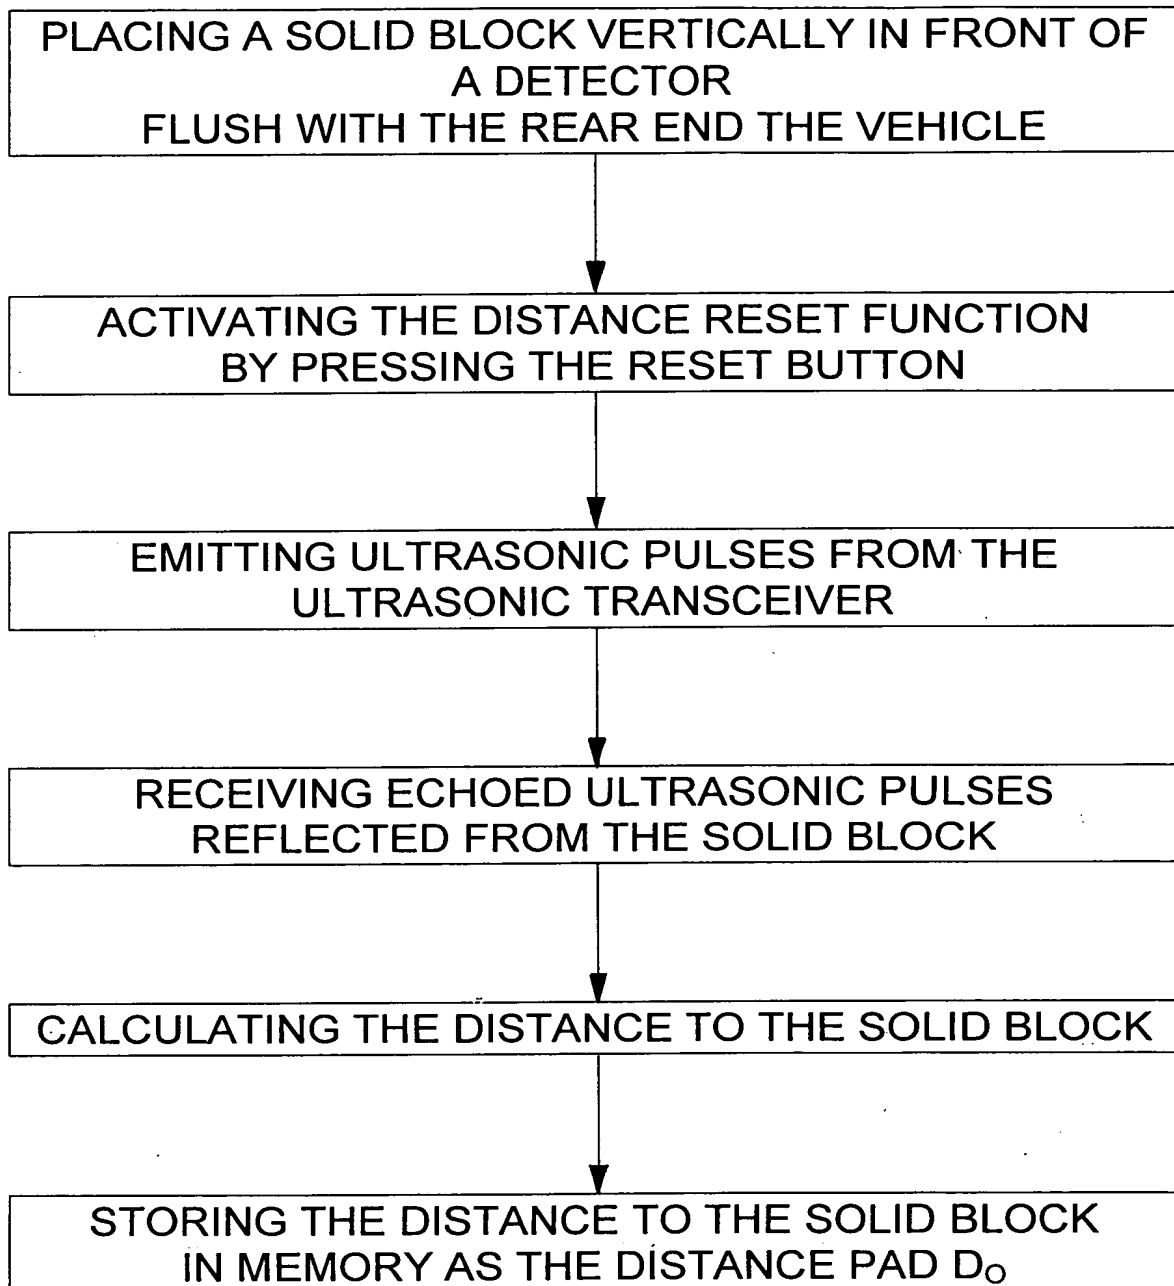 PLACING A SOLID BLOCK VERTICALLY IN FRONT OF
A DETECTOR
FLUSH WITH THE REAR END THE VEHICLE
ACTIVATING THE DISTANCE RESET FUNCTION
BY PRESSING THE RESET BUTTON
EMITTING ULTRASONIC PULSES FROM THE
ULTRASONIC TRANSCEIVER
RECEIVING ECHOED ULTRASONIC PULSES
REFLECTED FROM THE SOLID BLOCK
CALCULATING THE DISTANCE TO THE SOLID BLOCK
STORING THE DISTANCE TO THE SOLID BLOCK
IN MEMORY AS THE DISTANCE PAD DO